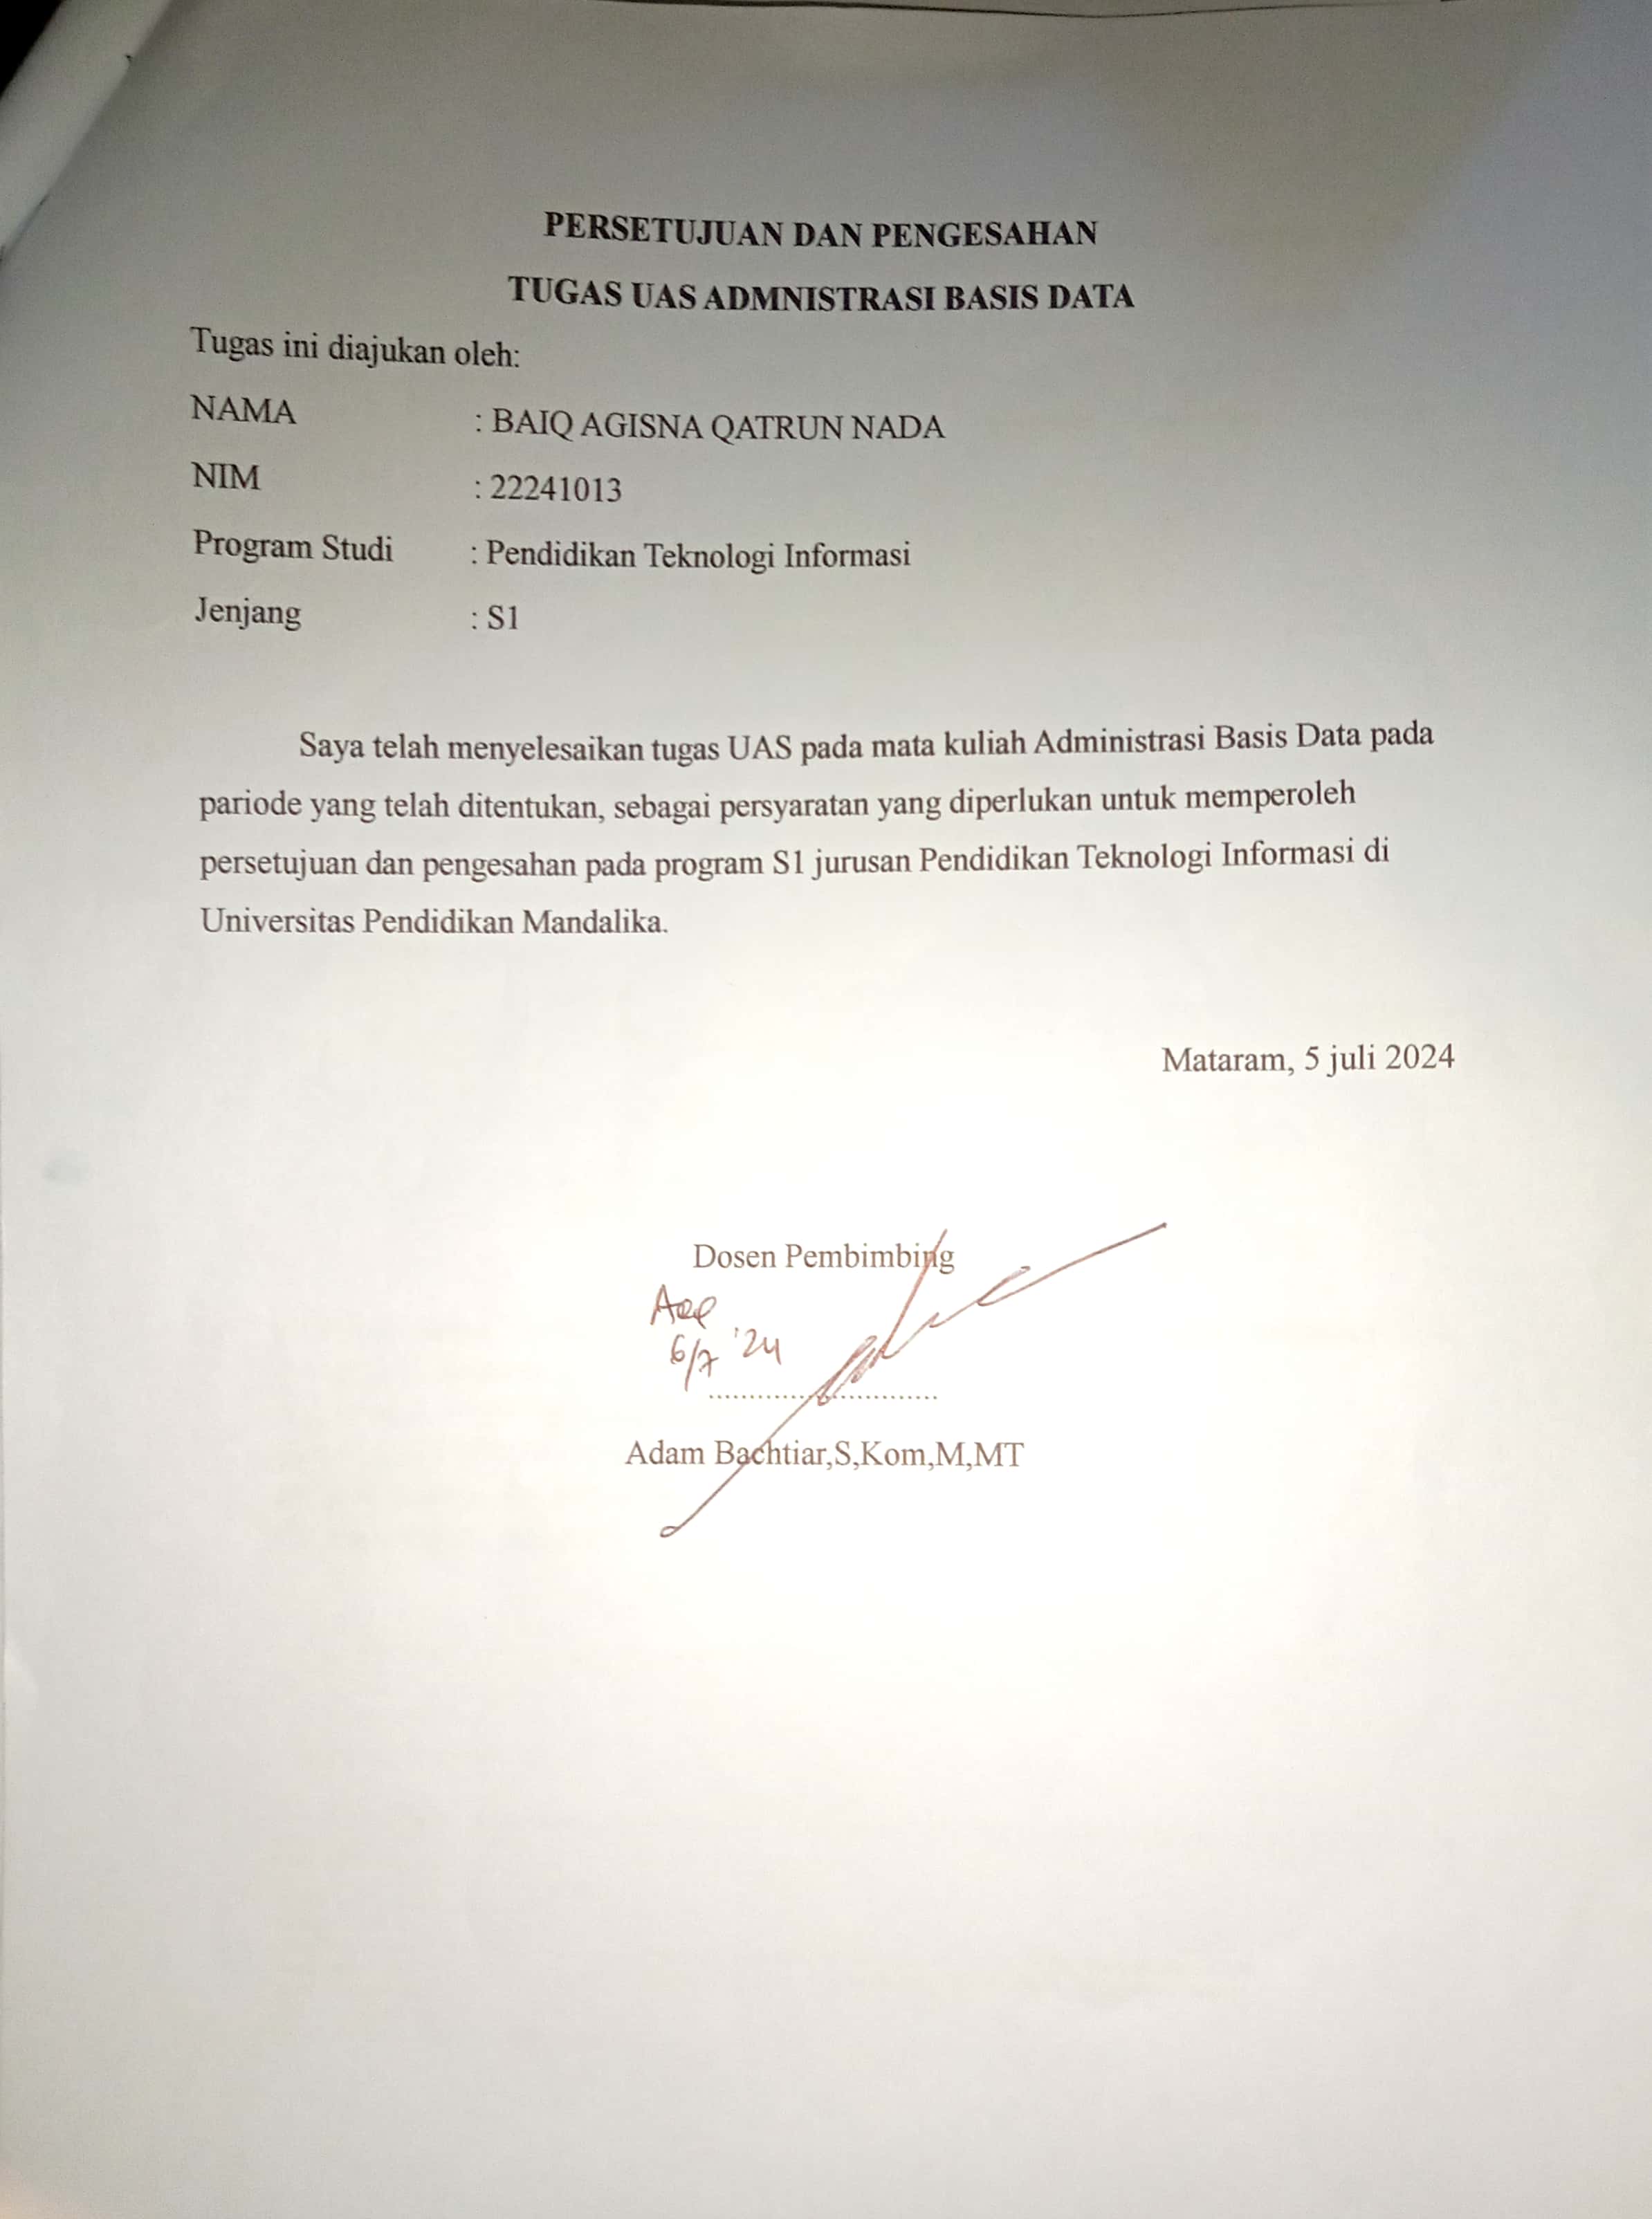 PERSETUJUAN DAN PENGESAHAN
TUGAS UAS ADMNISTRASI BASIS DATA
Tugas ini diajukan oleh:
NAMA : BAIQ AGISNA QATRUN NADA
NIM : 22241013
Program Studi : Pendidikan Teknologi Informasi
Jenjang : S1
Saya telah menyelesaikan tugas UAS pada mata kuliah Administrasi Basis Data pada
pariode yang telah ditentukan, sebagai persyaratan yang diperlukan untuk memperoleh
persetujuan dan pengesahan pada program S1 jurusan Pendidikan Teknologi Informasi di
Universitas Pendidikan Mandalika.
Mataram, 5 juli 2024
Dosen Pembimbing
Acc
6/7 '24
................................
Adam Bachtiar,S,Kom,M,MT